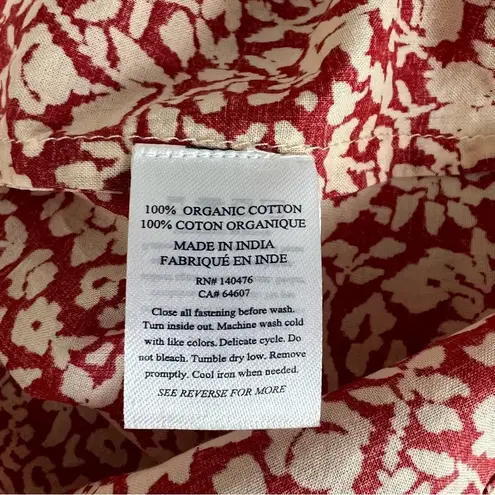 100% ORGANIC COTTON
100% COTON ORGANIQUE
MADE IN INDIA
FABRIQUÉ EN INDE
RN# 140476
CA# 64607
Close all fastening before wash.
Turn inside out. Machine wash cold
with like colors. Delicate cycle. Do
not bleach. Tumble dry low. Remove
promptly. Cool iron when needed.
SEE REVERSE FOR MORE